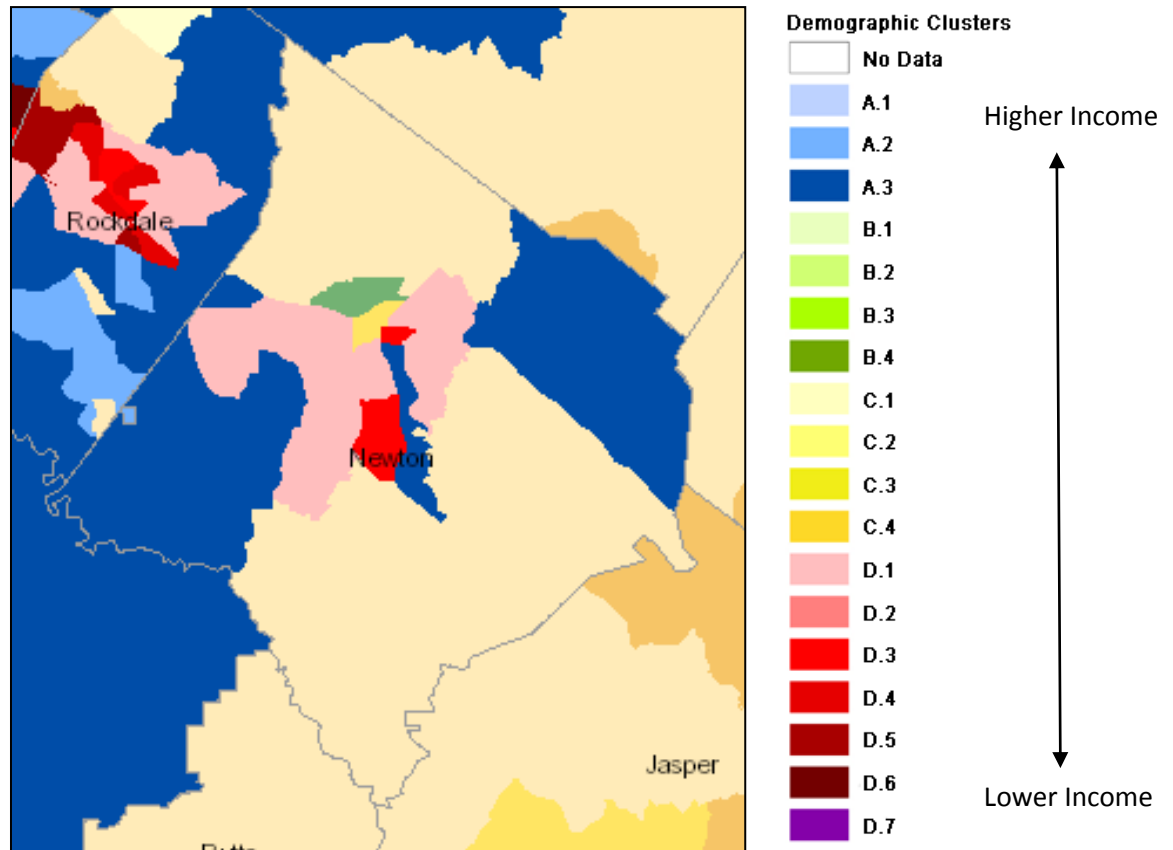 Demographic Clusters
No Data
A.1
Higher Income
A.2
A.3
B.1
Rockdale
B.2
B.3
B.4
C.1
C.2
Newton
C.3
C.4
D.1
D.2
D.3
D.4
D.5
Jasper
D.6
Lower Income
D.7